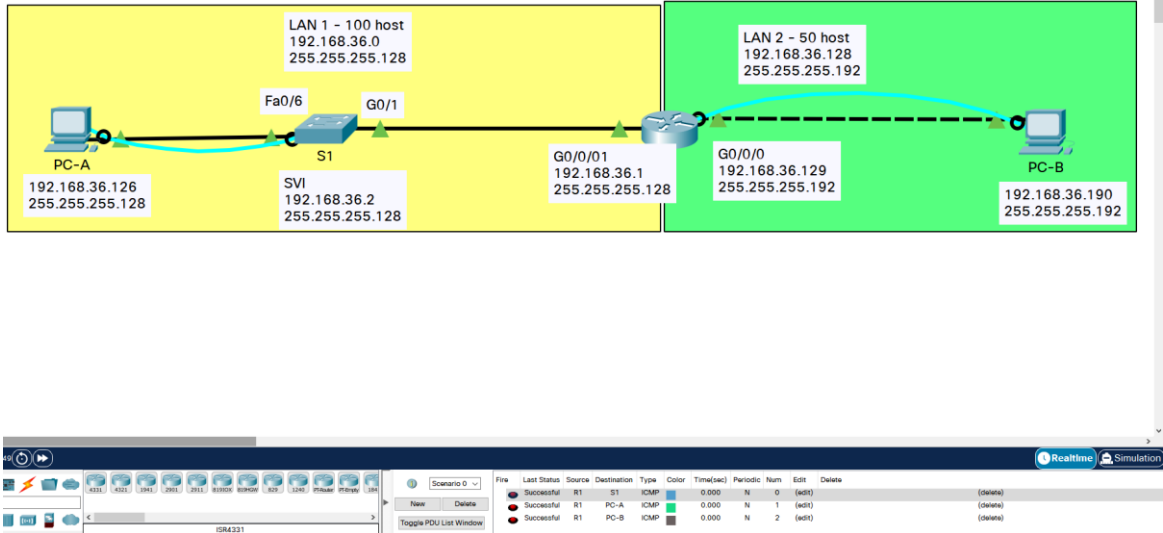 LAN 1 - 100 host
192.168.36.0
255.255.255.128
LAN 2 - 50 host
192.168.36.128
255.255.255.192
Fa0/6
G0/1
PC-A
S1
PC-B
192.168.36.126
255.255.255.128
SVI
192.168.36.2
255.255.255.128
G0/0/01
192.168.36.1
255.255.255.128
G0/0/0
192.168.36.129
255.255.255.192
192.168.36.190
255.255.255.192
Realtime
Simulation
4331 4321 1941 2901 2911 819IOX 819HGW 829 1240 PT-Router PT-Empty
ISR4331
Scenario 0
New Delete
Toggle PDU List Window
Fire Last Status Source Destination Type Color Time(sec) Periodic Num Edit Delete
Successful R1 S1 ICMP 0.000 N 0 (edit) (delete)
Successful R1 PC-A ICMP 0.000 N 1 (edit) (delete)
Successful R1 PC-B ICMP 0.000 N 2 (edit) (delete)